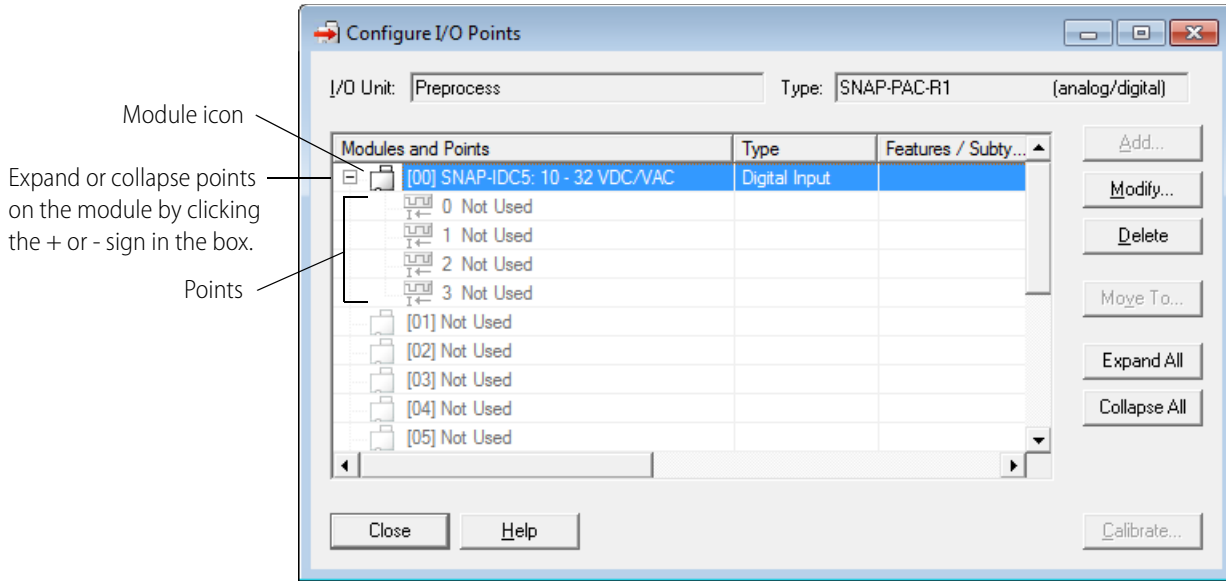 Configure I/O Points
I/O Unit: Preprocess
Type: SNAP-PAC-R1 (analog/digital)
Module icon
Expand or collapse points
on the module by clicking
the + or - sign in the box.
Points
Modules and Points Type Features / Subty...
[00] SNAP-IDC5: 10 - 32 VDC/VAC Digital Input
0 Not Used
1 Not Used
2 Not Used
3 Not Used
[01] Not Used
[02] Not Used
[03] Not Used
[04] Not Used
[05] Not Used
Add...
Modify...
Delete
Move To...
Expand All
Collapse All
Close
Help
Calibrate...